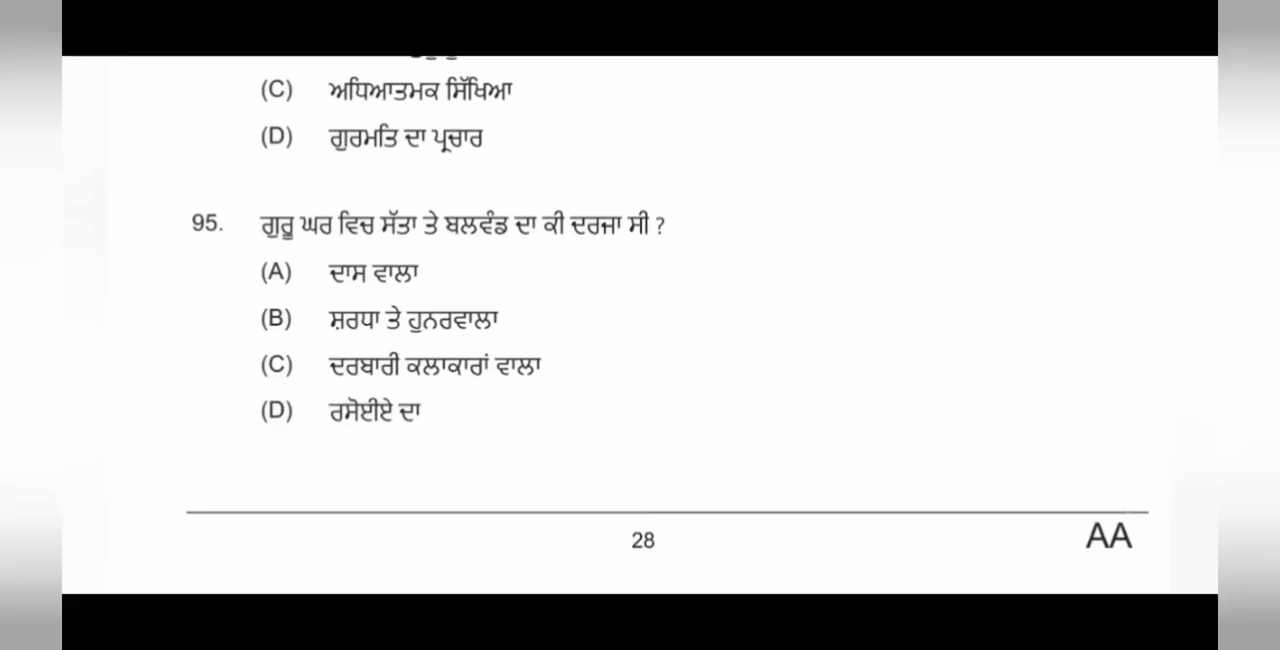 (C) ਅਧਿਆਤਮਕ ਸਿੱਖਿਆ
(D) ਗੁਰਮਤਿ ਦਾ ਪ੍ਰਚਾਰ
95. ਗੁਰੂ ਘਰ ਵਿਚ ਸੱਤਾ ਤੇ ਬਲਵੰਡ ਦਾ ਕੀ ਦਰਜਾ ਸੀ ?
(A) ਦਾਸ ਵਾਲਾ
(B) ਸ਼ਰਧਾ ਤੇ ਹੁਨਰਵਾਲਾ
(C) ਦਰਬਾਰੀ ਕਲਾਕਾਰਾਂ ਵਾਲਾ
(D) ਰਸੋਈਏ ਦਾ
28
AA